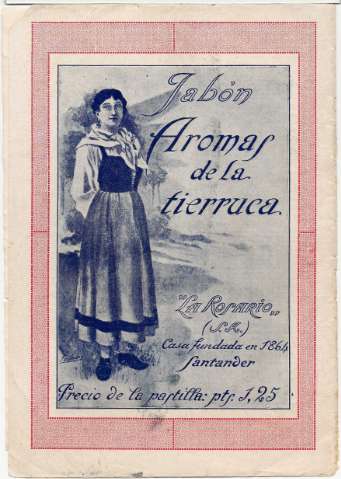 Jabón
Aromas
de la
tierruca.
"La Rosario„
(S.A.)
Casa fundada en 1864
Santander
Precio de la pastilla: pts. 1,25